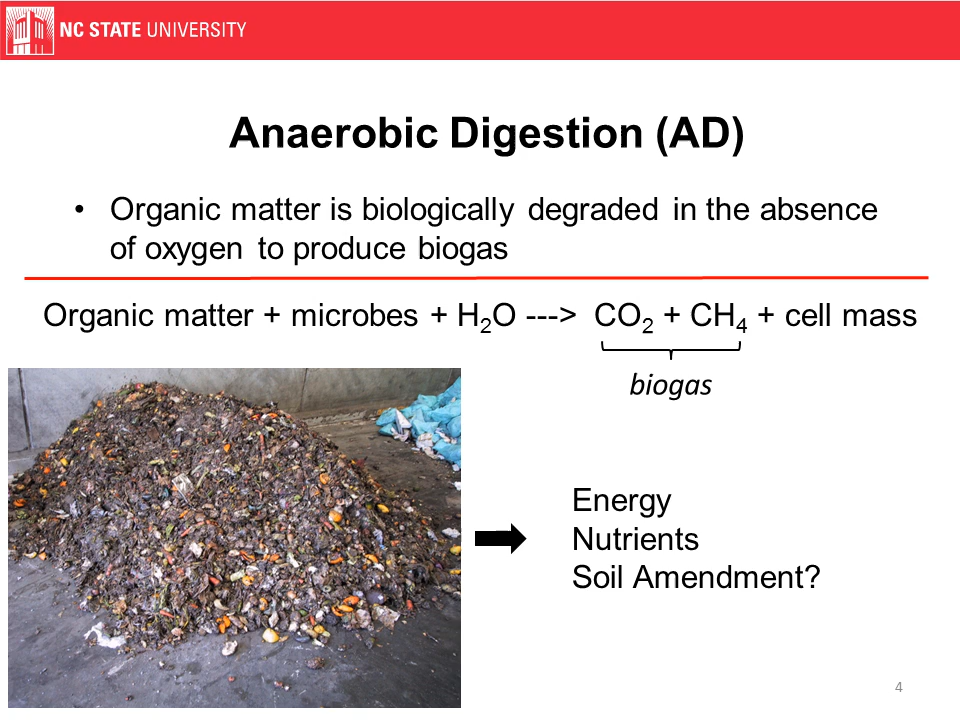 NC STATE UNIVERSITY
Anaerobic Digestion (AD)
• Organic matter is biologically degraded in the absence
of oxygen to produce biogas
Organic matter + microbes + H₂O ---> CO₂ + CH₄ + cell mass
biogas
Energy
Nutrients
Soil Amendment?
4